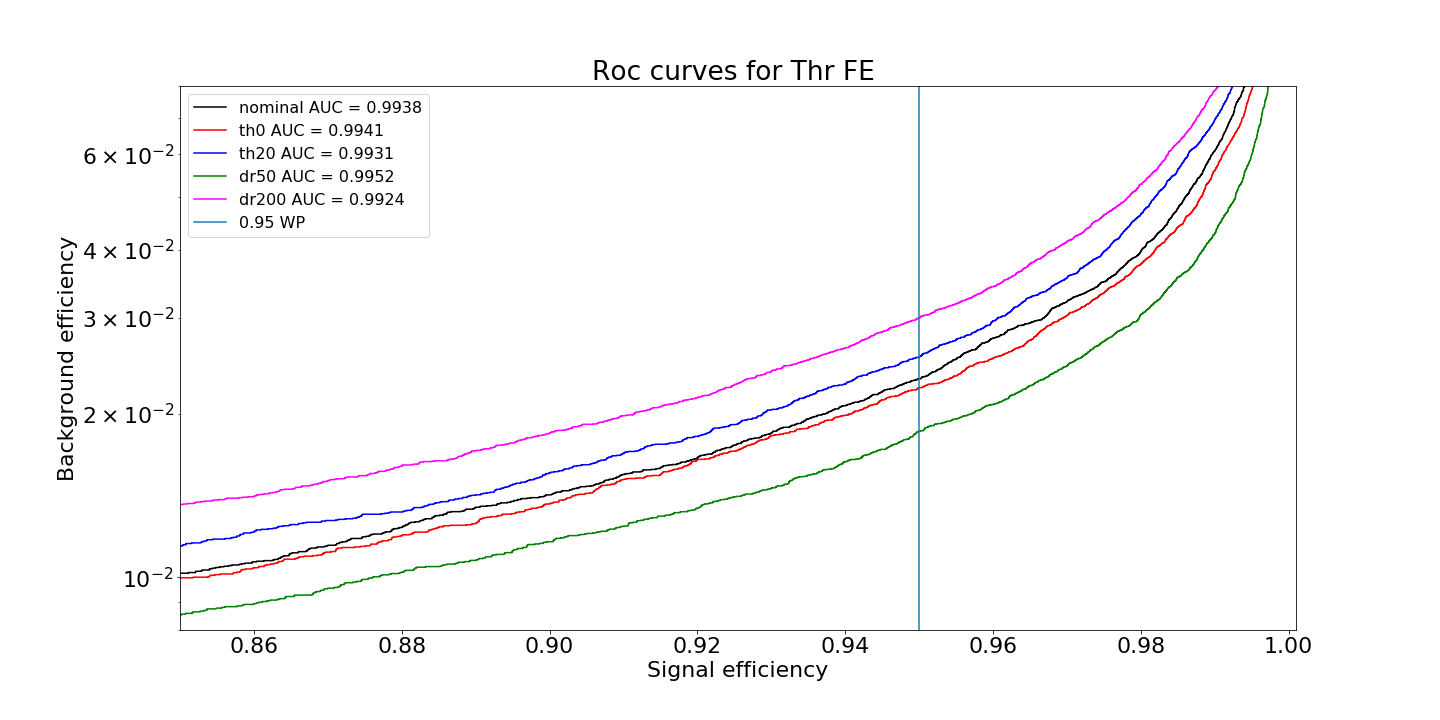 Roc curves for Thr FE
nominal AUC = 0.9938
th0 AUC = 0.9941
th20 AUC = 0.9931
dr50 AUC = 0.9952
dr200 AUC = 0.9924
0.95 WP
Background efficiency
6 × 10⁻²
4 × 10⁻²
3 × 10⁻²
2 × 10⁻²
10⁻²
0.86 0.88 0.90 0.92 0.94 0.96 0.98 1.00
Signal efficiency